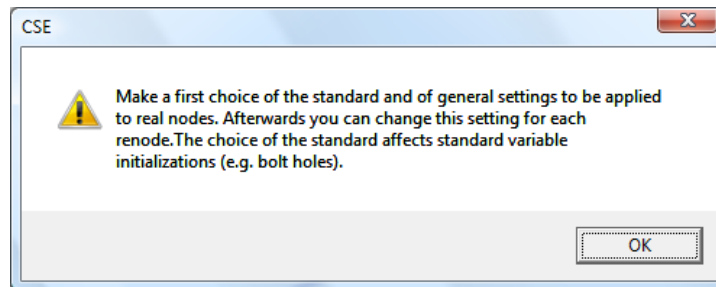 CSE
Make a first choice of the standard and of general settings to be applied
to real nodes. Afterwards you can change this setting for each
renode.The choice of the standard affects standard variable
initializations (e.g. bolt holes).
OK